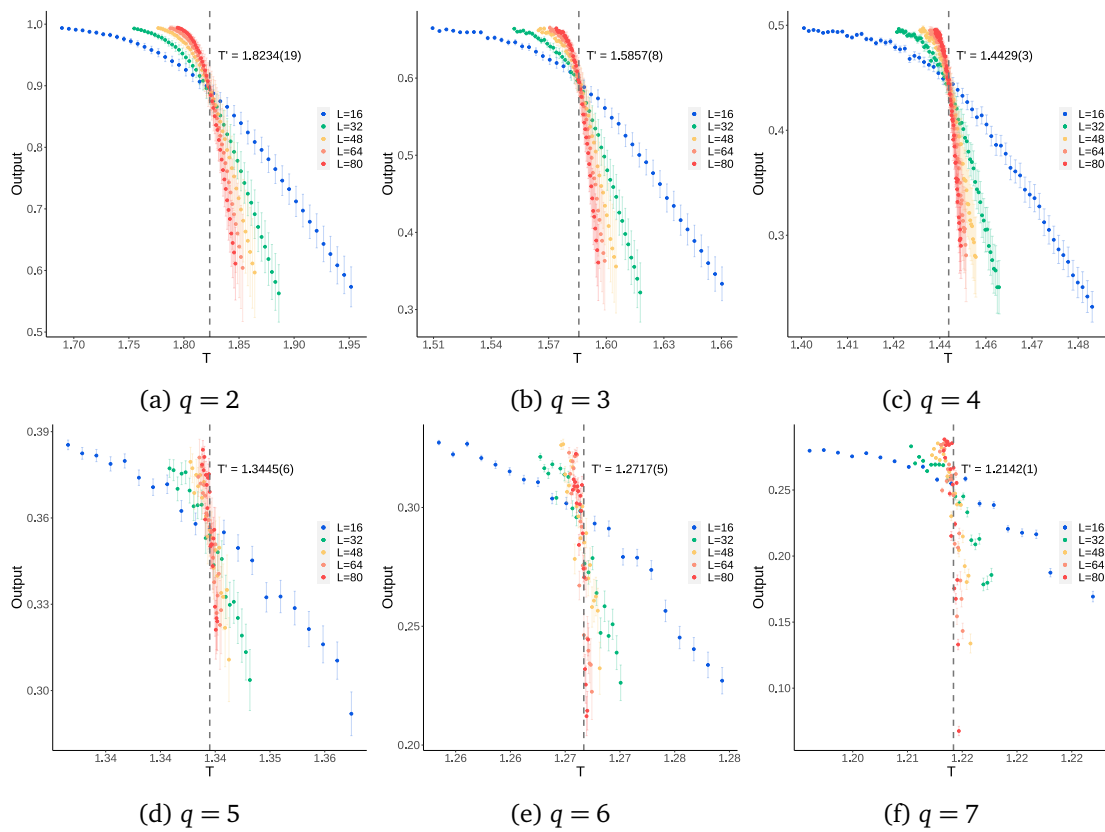 1.0
0.9
0.8
0.7
0.6
0.5
Output
T' = 1.8234(19)
L=16
L=32
L=48
L=64
L=80
1.70
1.75
1.80
1.85
1.90
1.95
T
(a) q = 2
0.6
0.5
0.4
0.3
Output
T' = 1.5857(8)
L=16
L=32
L=48
L=64
L=80
1.51
1.54
1.57
1.60
1.63
1.66
T
(b) q = 3
0.5
0.4
0.3
Output
T' = 1.4429(3)
L=16
L=32
L=48
L=64
L=80
1.40
1.41
1.42
1.44
1.46
1.47
1.48
T
(c) q = 4
0.39
0.36
0.33
0.30
Output
T' = 1.3445(6)
L=16
L=32
L=48
L=64
L=80
1.34
1.34
1.34
1.34
1.36
T
(d) q = 5
0.30
0.25
0.20
Output
T' = 1.2717(5)
L=16
L=32
L=48
L=64
L=80
1.26
1.26
1.27
1.27
1.28
1.28
T
(e) q = 6
0.25
0.20
0.15
0.10
Output
T' = 1.2142(1)
L=16
L=32
L=48
L=64
L=80
1.20
1.22
1.20
1.22
1.22
T
(f) q = 7